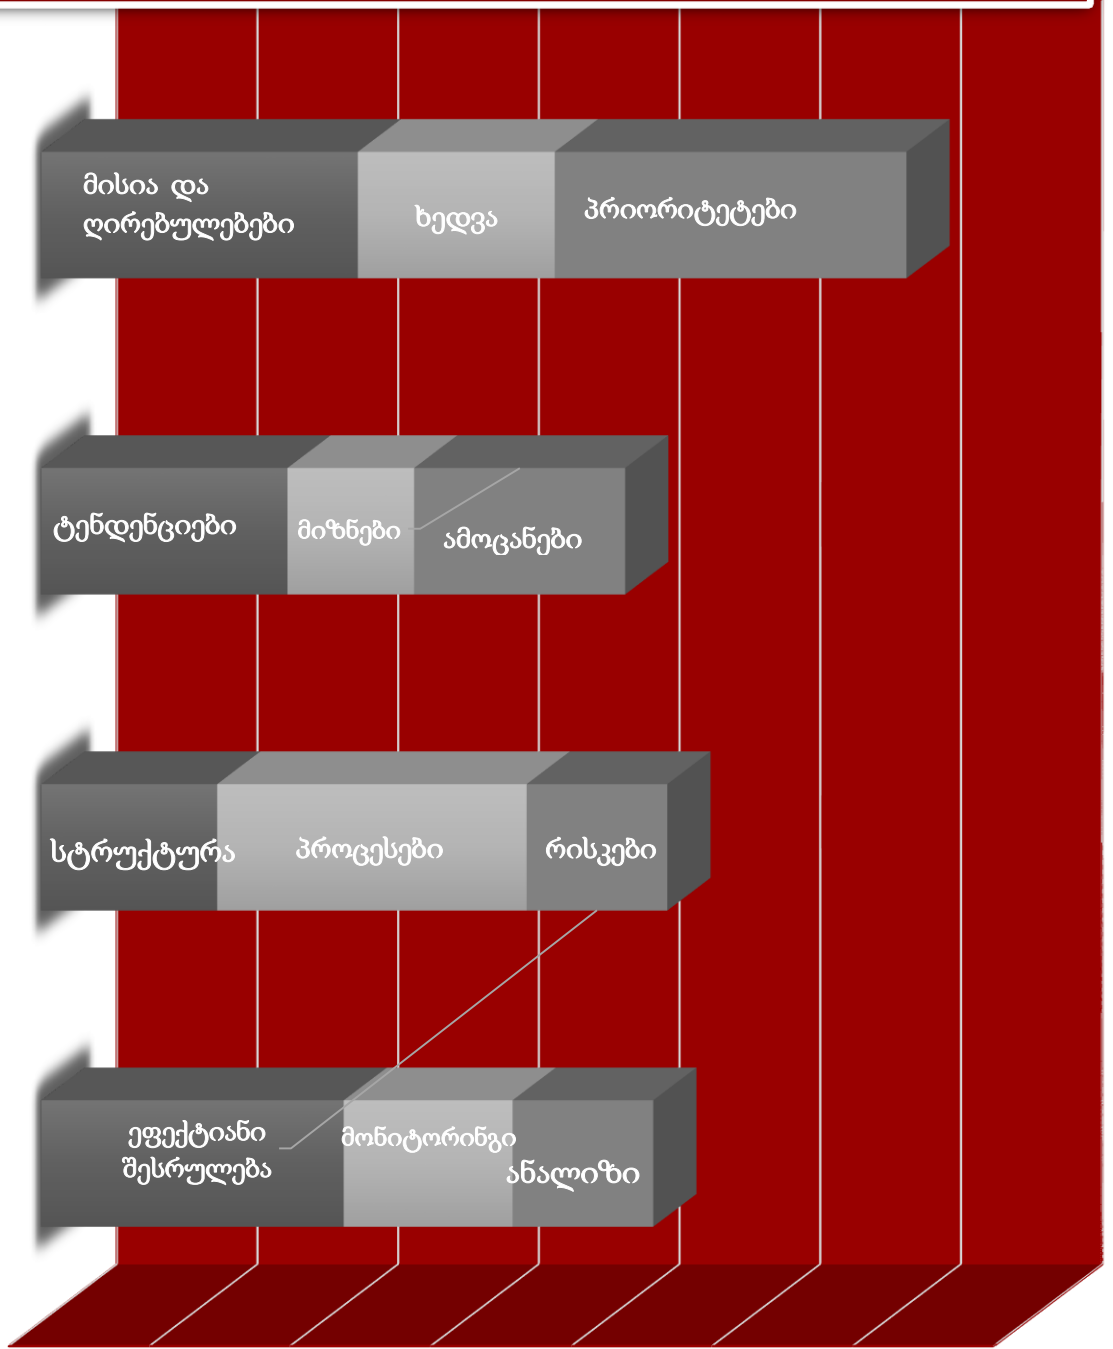 მისია და
ღირებულებები
ხედვა
პრიორიტეტები
ტენდენციები
მიზნები
ამოცანები
სტრუქტურა
პროცესები
რისკები
ეფექტიანი
შესრულება
მონიტორინგი
ანალიზი